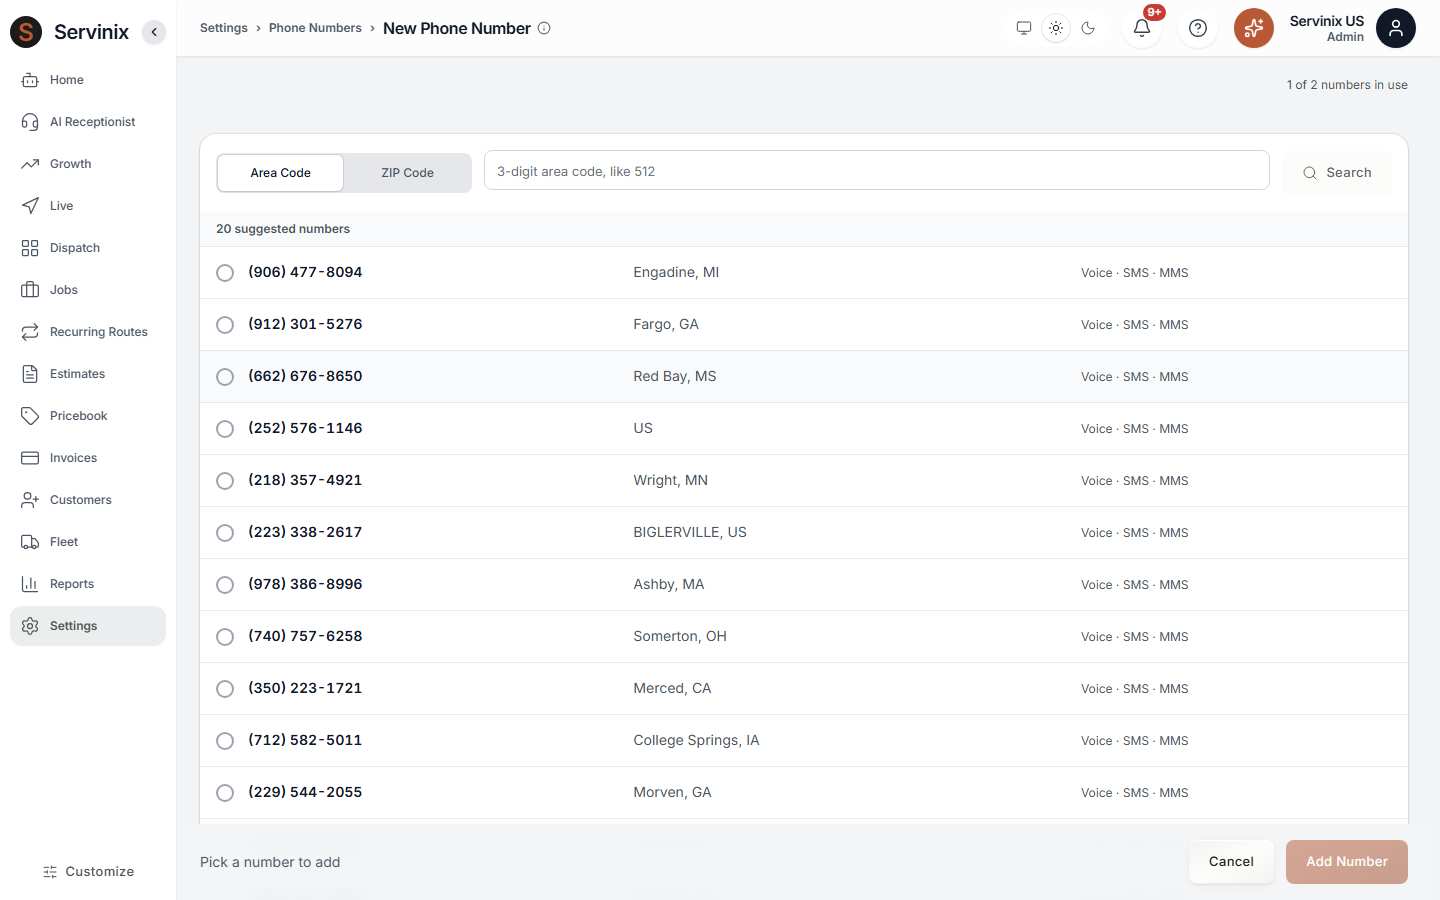 S Servinix
Home
AI Receptionist
Growth
Live
Dispatch
Jobs
Recurring Routes
Estimates
Pricebook
Invoices
Customers
Fleet
Reports
Settings
Customize
Settings › Phone Numbers › New Phone Number
9+
Servinix US
Admin
1 of 2 numbers in use
Area Code ZIP Code 3-digit area code, like 512 Search
20 suggested numbers
(906) 477-8094 Engadine, MI Voice · SMS · MMS
(912) 301-5276 Fargo, GA Voice · SMS · MMS
(662) 676-8650 Red Bay, MS Voice · SMS · MMS
(252) 576-1146 US Voice · SMS · MMS
(218) 357-4921 Wright, MN Voice · SMS · MMS
(223) 338-2617 BIGLERVILLE, US Voice · SMS · MMS
(978) 386-8996 Ashby, MA Voice · SMS · MMS
(740) 757-6258 Somerton, OH Voice · SMS · MMS
(350) 223-1721 Merced, CA Voice · SMS · MMS
(712) 582-5011 College Springs, IA Voice · SMS · MMS
(229) 544-2055 Morven, GA Voice · SMS · MMS
Pick a number to add Cancel Add Number